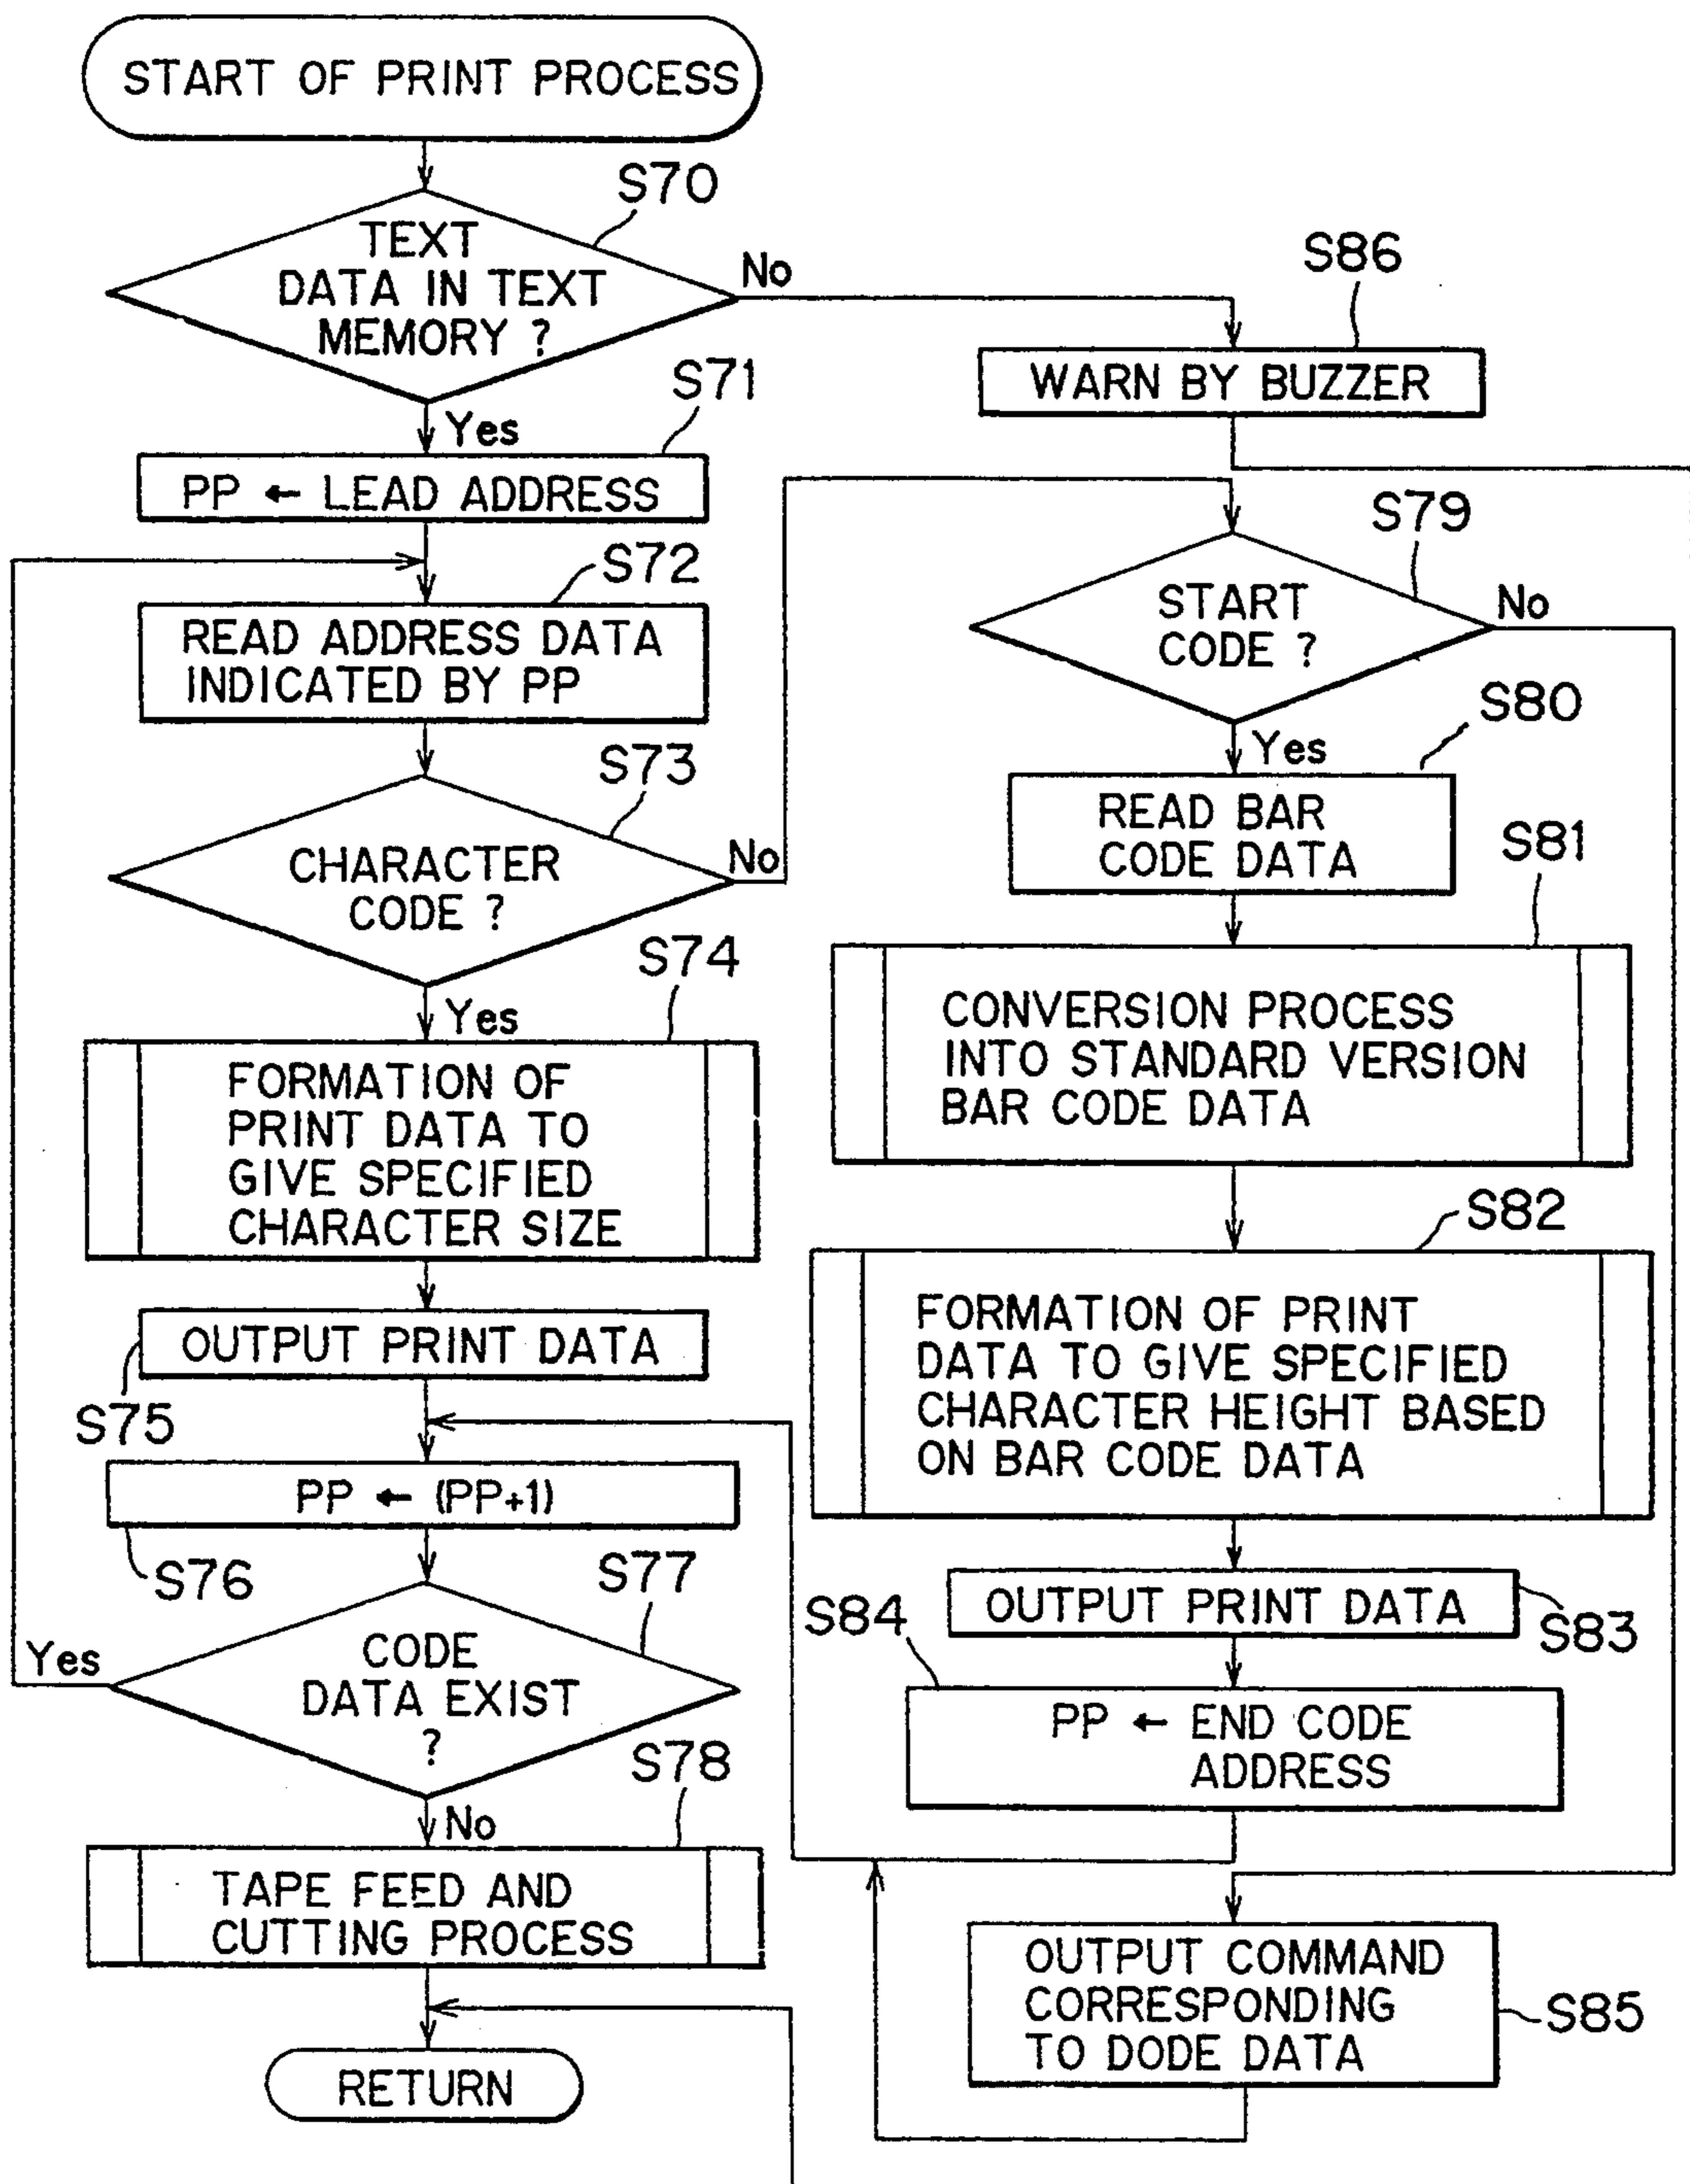 START OF PRINT PROCESS
S70
TEXT
DATA IN TEXT
MEMORY ?
No
Yes
S71
PP ← LEAD ADDRESS
S72
READ ADDRESS DATA
INDICATED BY PP
S73
CHARACTER
CODE ?
No
Yes
S74
FORMATION OF
PRINT DATA TO
GIVE SPECIFIED
CHARACTER SIZE
OUTPUT PRINT DATA
S75
PP ← (PP+1)
S76
S77
CODE
DATA EXIST
?
Yes
No
S78
TAPE FEED AND
CUTTING PROCESS
RETURN
S86
WARN BY BUZZER
S79
START
CODE ?
No
Yes
S80
READ BAR
CODE DATA
S81
CONVERSION PROCESS
INTO STANDARD VERSION
BAR CODE DATA
S82
FORMATION OF PRINT
DATA TO GIVE SPECIFIED
CHARACTER HEIGHT BASED
ON BAR CODE DATA
OUTPUT PRINT DATA
S83
S84
PP ← END CODE
ADDRESS
OUTPUT COMMAND
CORRESPONDING
TO DODE DATA
S85